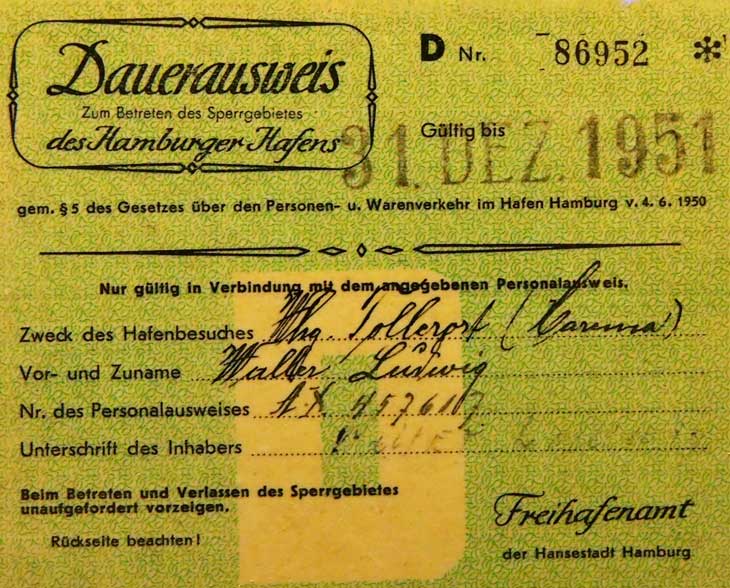 Dauerausweis
Zum Betreten des Sperrgebietes
des Hamburger Hafens
D Nr. 86952 *
Gültig bis 31. DEZ. 1951
gem. § 5 des Gesetzes über den Personen- u. Warenverkehr im Hafen Hamburg v. 4. 6. 1950
Nur gültig in Verbindung mit dem angegebenen Personalausweis.
Zweck des Hafenbesuches Whg. Tollerort
Vor- und Zuname Walter Ludwig
Nr. des Personalausweises AX 457617
Unterschrift des Inhabers
Beim Betreten und Verlassen des Sperrgebietes
unaufgefordert vorzeigen.
Rückseite beachten!
Freihafenamt
der Hansestadt Hamburg